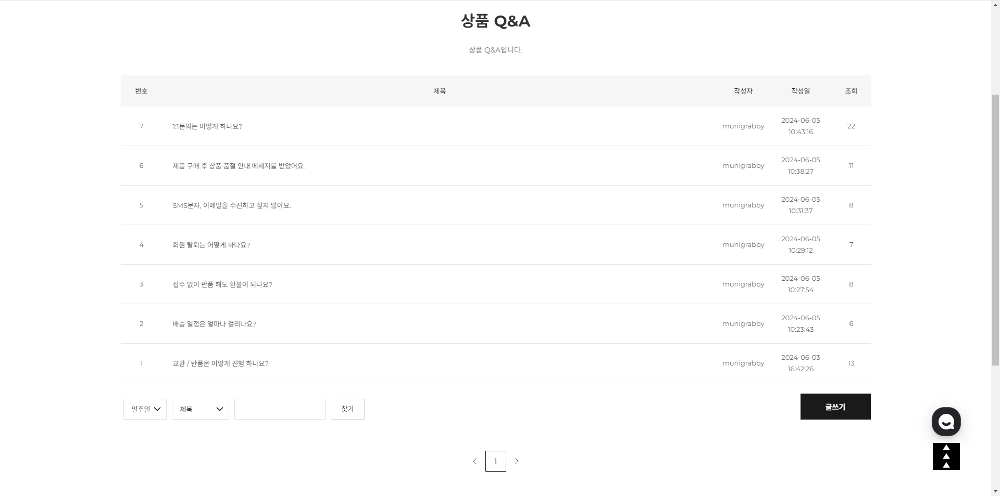 상품 Q&A
상품 Q&A입니다.
번호 제목 작성자 작성일 조회
7 1:1문의는 어떻게 하나요? munigrabby 2024-06-05 22
10:43:16
6 제품 구매 후 상품 품절 안내 메세지를 받았어요. munigrabby 2024-06-05 11
10:38:27
5 SMS문자, 이메일을 수신하고 싶지 않아요. munigrabby 2024-06-05 8
10:31:37
4 회원 탈퇴는 어떻게 하나요? munigrabby 2024-06-05 7
10:29:12
3 접수 없이 반품 해도 환불이 되나요? munigrabby 2024-06-05 8
10:27:54
2 배송 일정은 얼마나 걸리나요? munigrabby 2024-06-05 6
10:23:43
1 교환 / 반품은 어떻게 진행 하나요? munigrabby 2024-06-03 13
16:42:26
일주일 제목 찾기 글쓰기
1